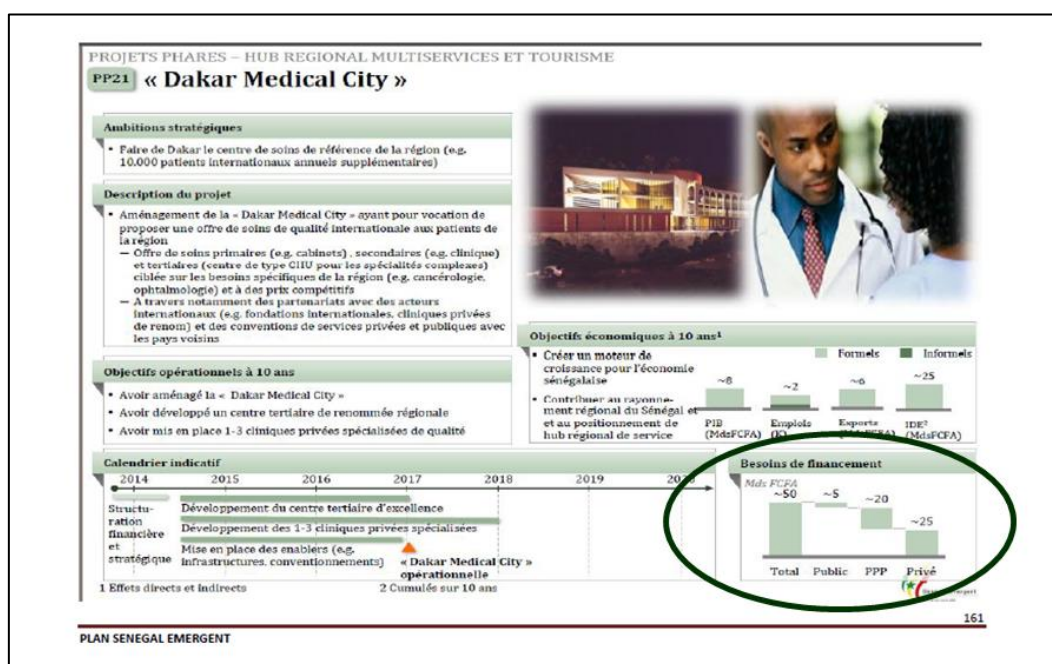 PROJETS PHARES – HUB REGIONAL MULTISERVICES ET TOURISME
PP21 « Dakar Medical City »
Ambitions stratégiques
• Faire de Dakar le centre de soins de référence de la région (e.g.
10.000 patients internationaux annuels supplémentaires)
Description du projet
• Aménagement de la « Dakar Medical City » ayant pour vocation de
proposer une offre de soins de qualité internationale aux patients de
la région
— Offre de soins primaires (e.g. cabinets) , secondaires (e.g. clinique)
et tertiaires (centre de type CHU pour les spécialités complexes)
ciblée sur les besoins spécifiques de la région (e.g. cancérologie,
ophtalmologie) et à des prix compétitifs
— A travers notamment des partenariats avec des acteurs
internationaux (e.g. fondations internationales, cliniques privées
de renom) et des conventions de services privées et publiques avec
les pays voisins
Objectifs opérationnels à 10 ans
• Avoir aménagé la « Dakar Medical City »
• Avoir développé un centre tertiaire de renommée régionale
• Avoir mis en place 1-3 cliniques privées spécialisées de qualité
Objectifs économiques à 10 ans¹
• Créer un moteur de
croissance pour l'économie
sénégalaise
• Contribuer au rayonne-
ment régional du Sénégal et
et au positionnement de
hub régional de service
Formels Informels
~8 ~2 ~6 ~25
PIB Emplois Exports IDE²
(MdsFCFA) (K) (MdsFCFA) (MdsFCFA)
Calendrier indicatif
2014 2015 2016 2017 2018 2019
Structu-
ration
financière
et
stratégique
Développement du centre tertiaire d'excellence
Développement des 1-3 cliniques privées spécialisées
Mise en place des enablers (e.g.
infrastructures, conventionnements)
« Dakar Medical City »
opérationnelle
Besoins de financement
Mds FCFA
~50 ~5 ~20 ~25
Total Public PPP Privé
1 Effets directs et indirects 2 Cumulés sur 10 ans
161
PLAN SENEGAL EMERGENT